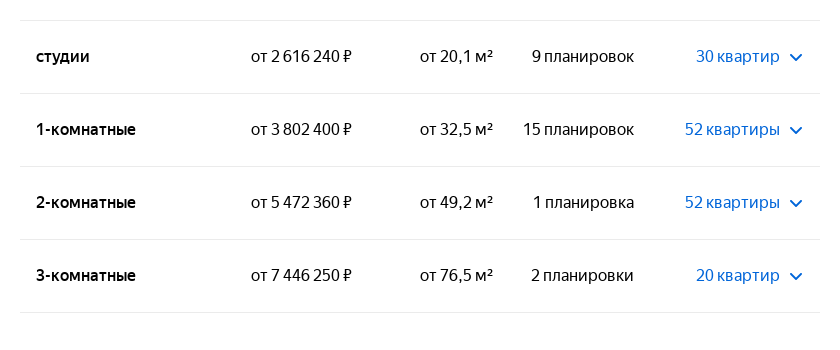 студии от 2 616 240 ₽ от 20,1 м² 9 планировок 30 квартир
1-комнатные от 3 802 400 ₽ от 32,5 м² 15 планировок 52 квартиры
2-комнатные от 5 472 360 ₽ от 49,2 м² 1 планировка 52 квартиры
3-комнатные от 7 446 250 ₽ от 76,5 м² 2 планировки 20 квартир